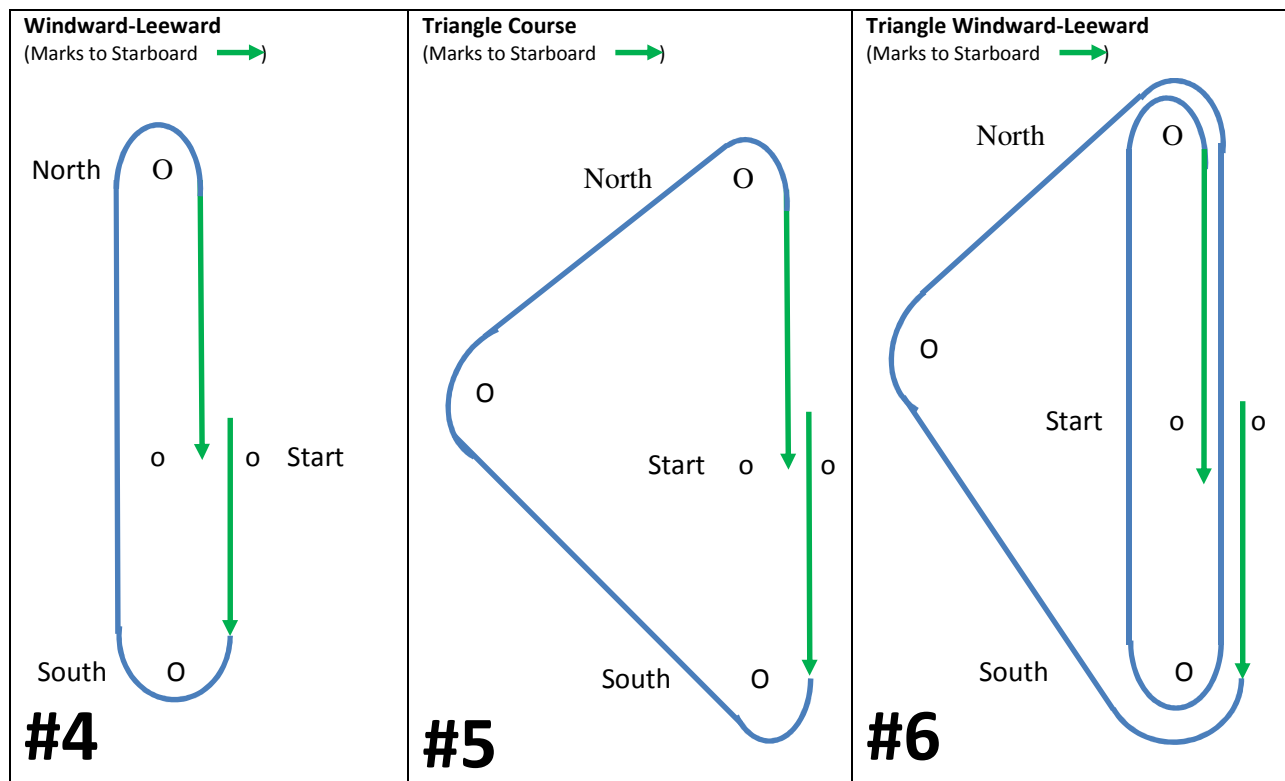 Windward-Leeward
(Marks to Starboard )
North
O
o
o
Start
South
O
#4
Triangle Course
(Marks to Starboard )
North
O
O
Start
o
o
South
O
#5
Triangle Windward-Leeward
(Marks to Starboard )
North
O
O
Start
o
o
South
O
#6